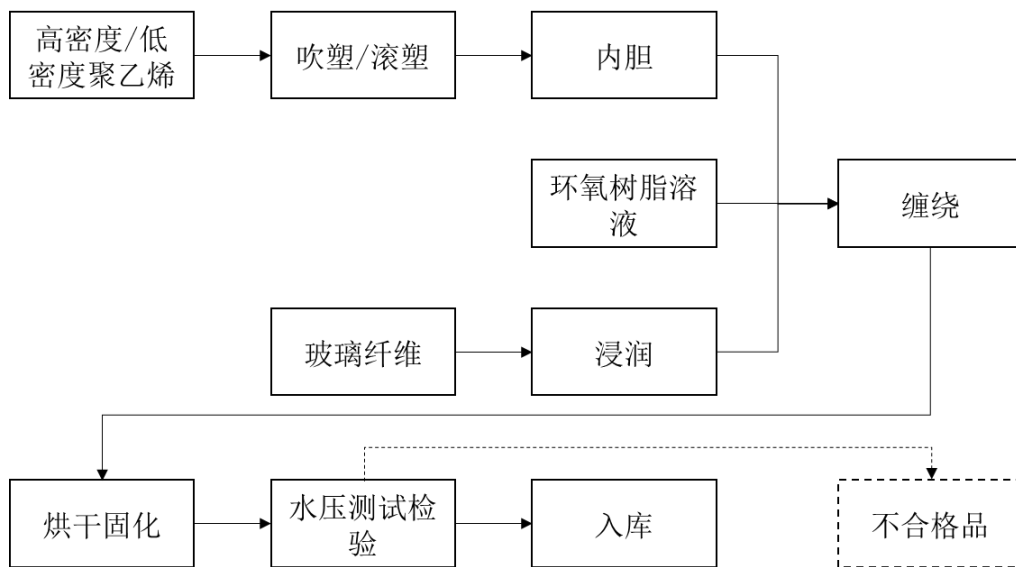 高密度/低
密度聚乙烯
吹塑/滚塑
内胆
环氧树脂溶
液
缠绕
玻璃纤维
浸润
烘干固化
水压测试检
验
入库
不合格品